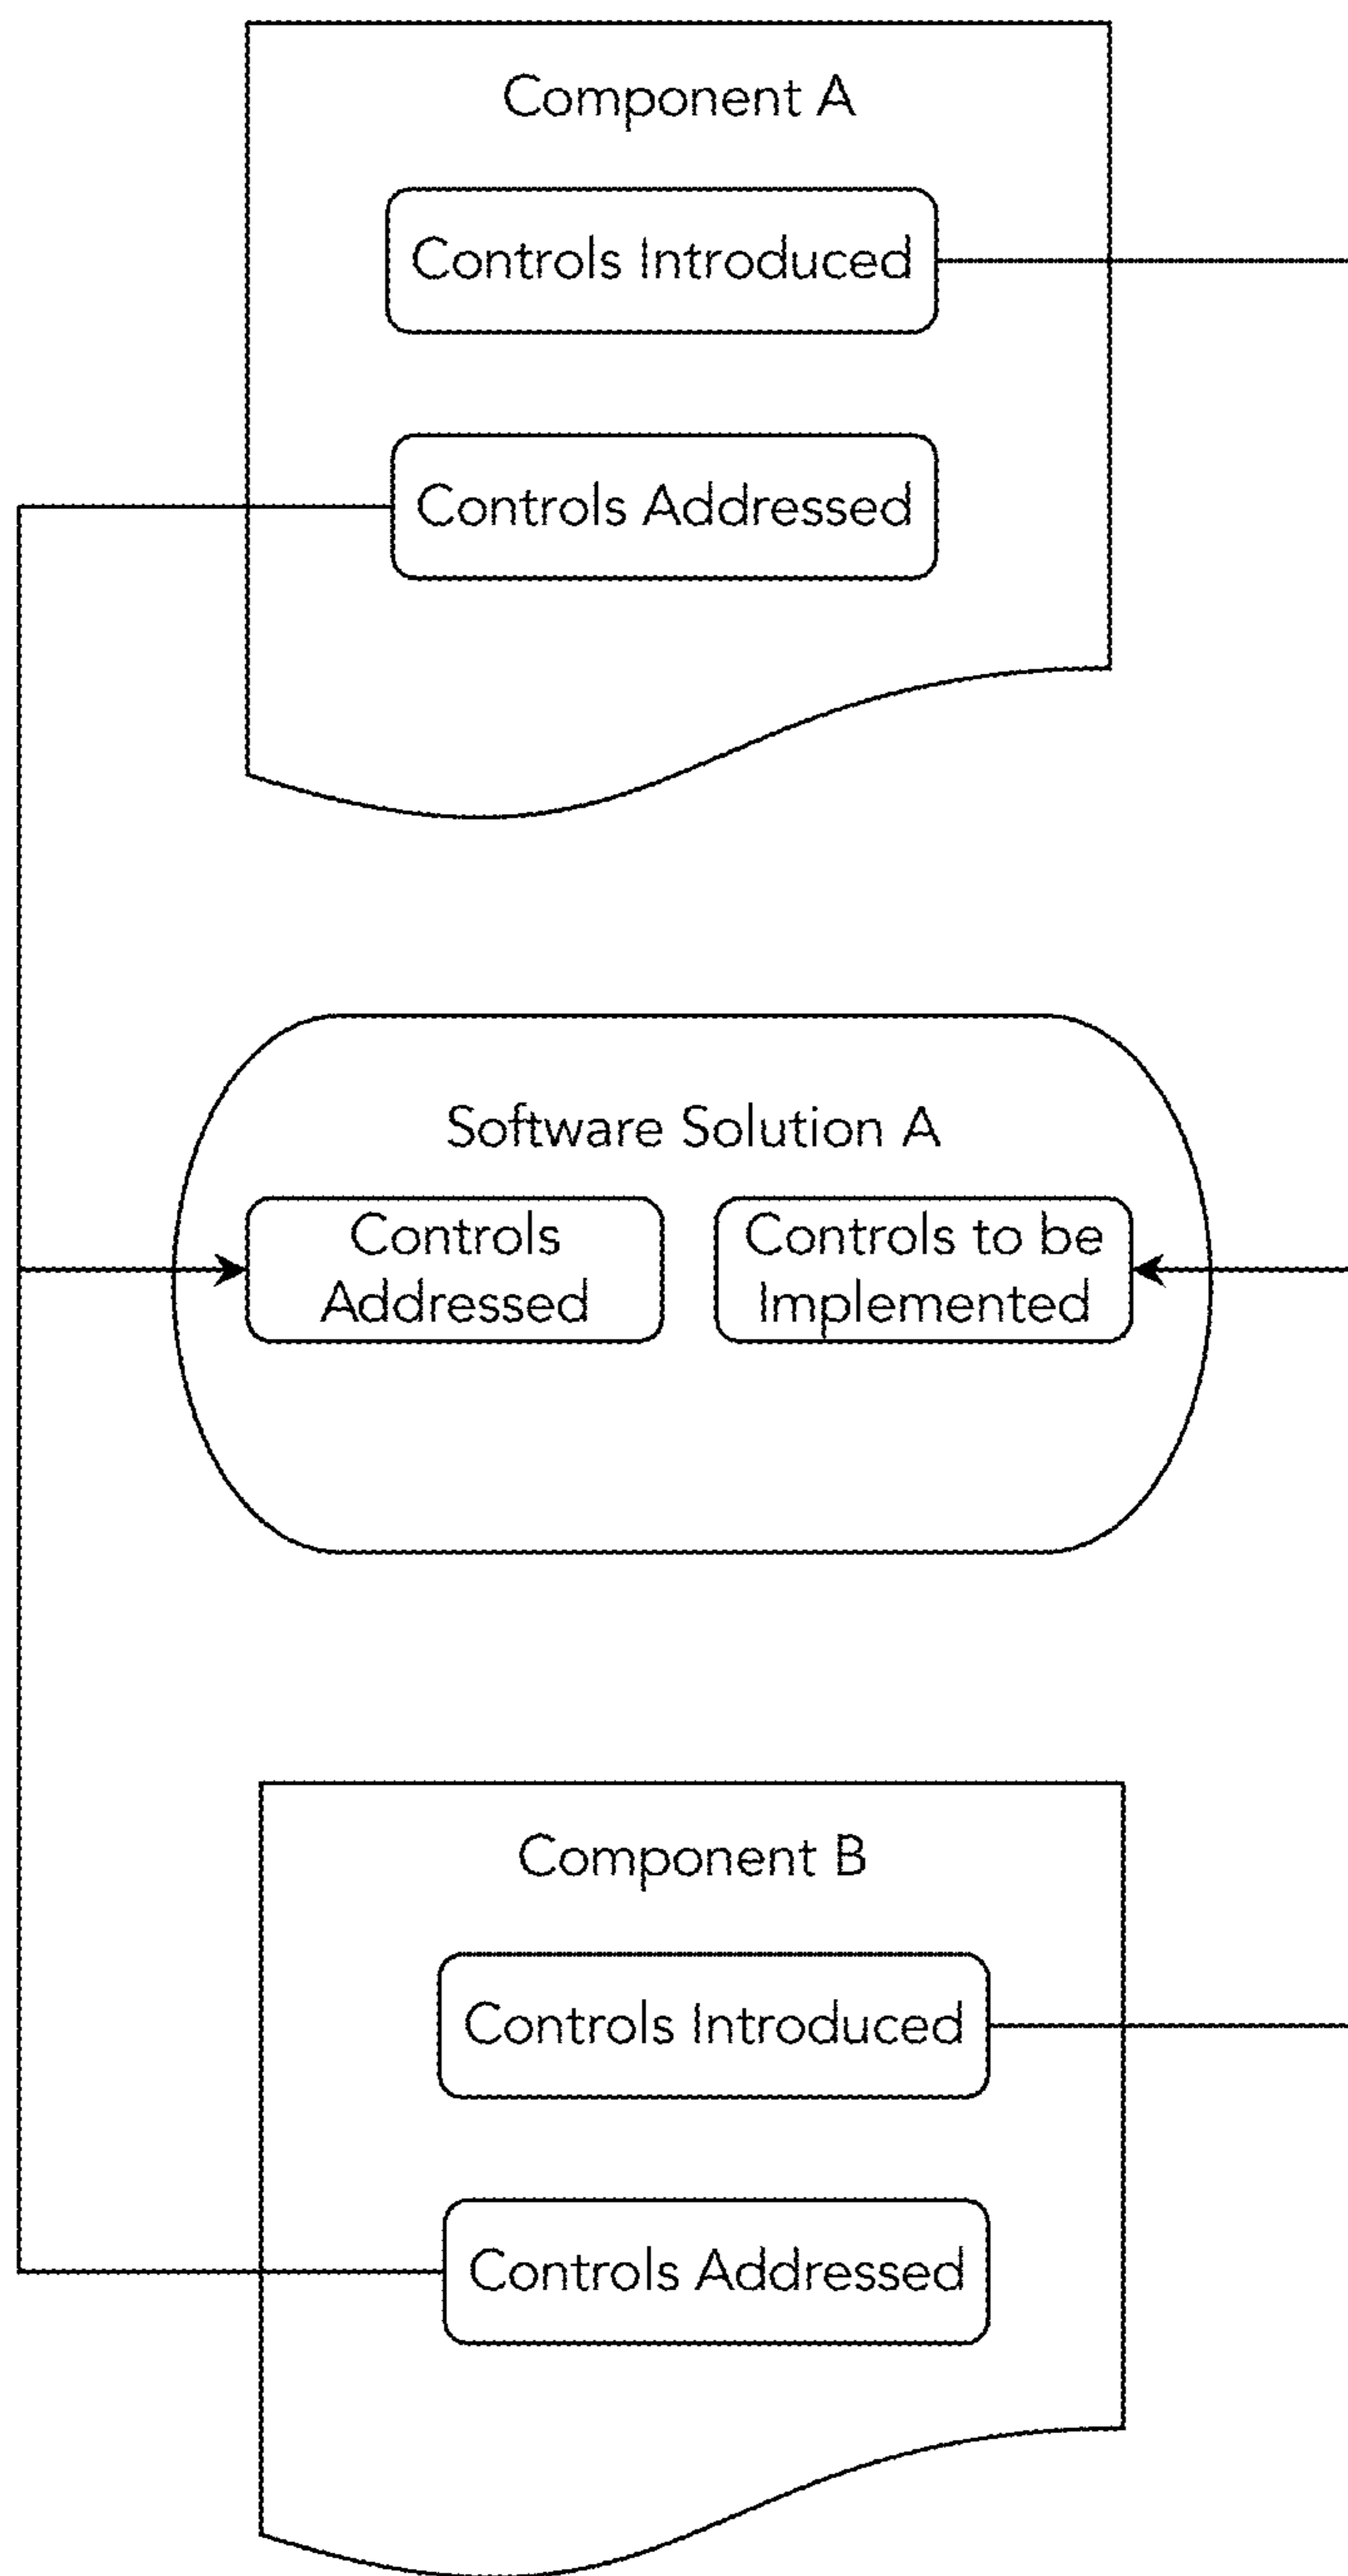 Component A
Controls Introduced
Controls Addressed
Software Solution A
Controls
Addressed
Controls to be
Implemented
Component B
Controls Introduced
Controls Addressed